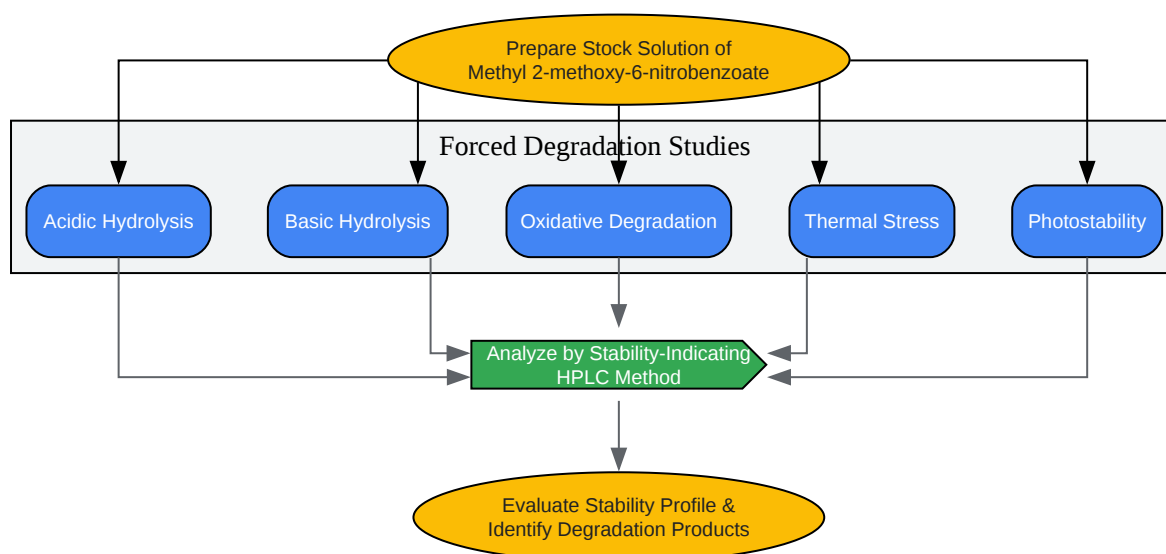 Prepare Stock Solution of
Methyl 2-methoxy-6-nitrobenzoate
Forced Degradation Studies
Acidic Hydrolysis
Basic Hydrolysis
Oxidative Degradation
Thermal Stress
Photostability
Analyze by Stability-Indicating
HPLC Method
Evaluate Stability Profile &
Identify Degradation Products